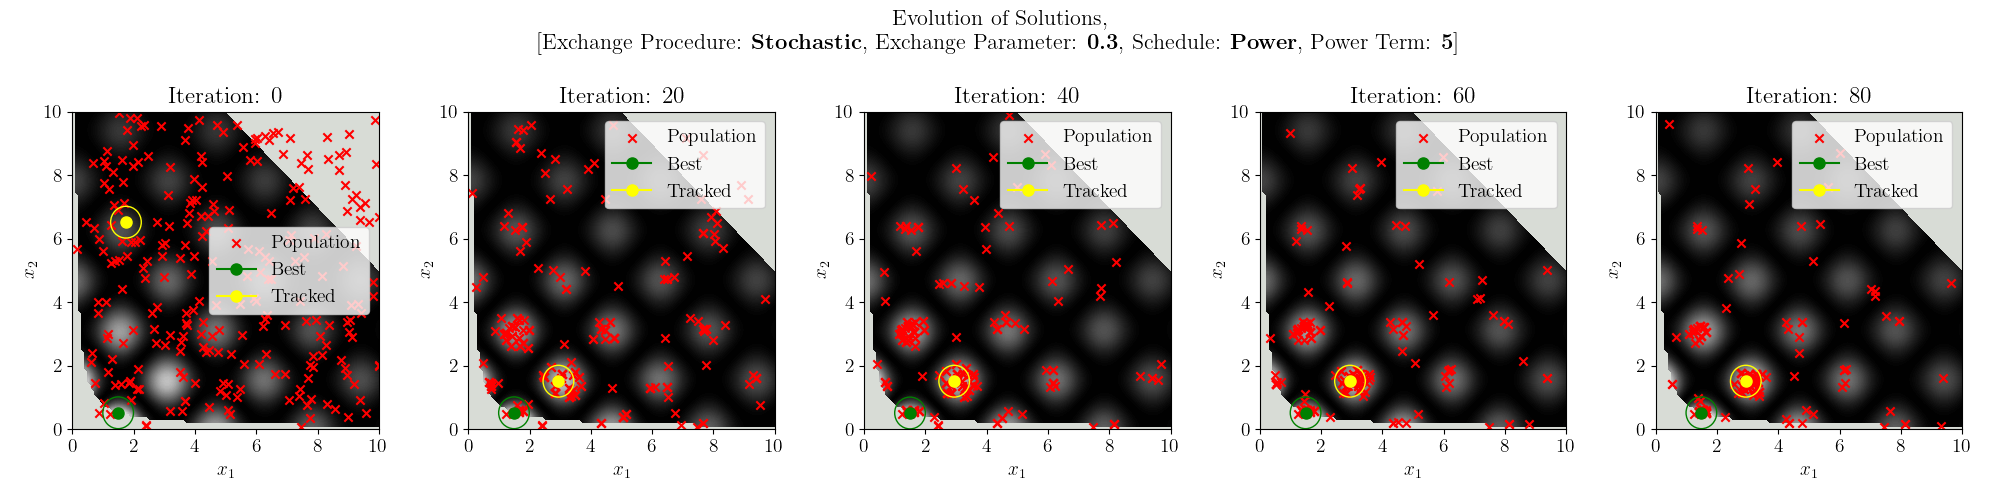 Evolution of Solutions,
[Exchange Procedure: Stochastic, Exchange Parameter: 0.3, Schedule: Power, Power Term: 5]
Iteration: 0
10
8
6
4
2
0
x2
0 2 4 6 8 10
x1
Population
Best
Tracked
Iteration: 20
10
8
6
4
2
0
x2
0 2 4 6 8 10
x1
Population
Best
Tracked
Iteration: 40
10
8
6
4
2
0
x2
0 2 4 6 8 10
x1
Population
Best
Tracked
Iteration: 60
10
8
6
4
2
0
x2
0 2 4 6 8 10
x1
Population
Best
Tracked
Iteration: 80
10
8
6
4
2
0
x2
0 2 4 6 8 10
x1
Population
Best
Tracked